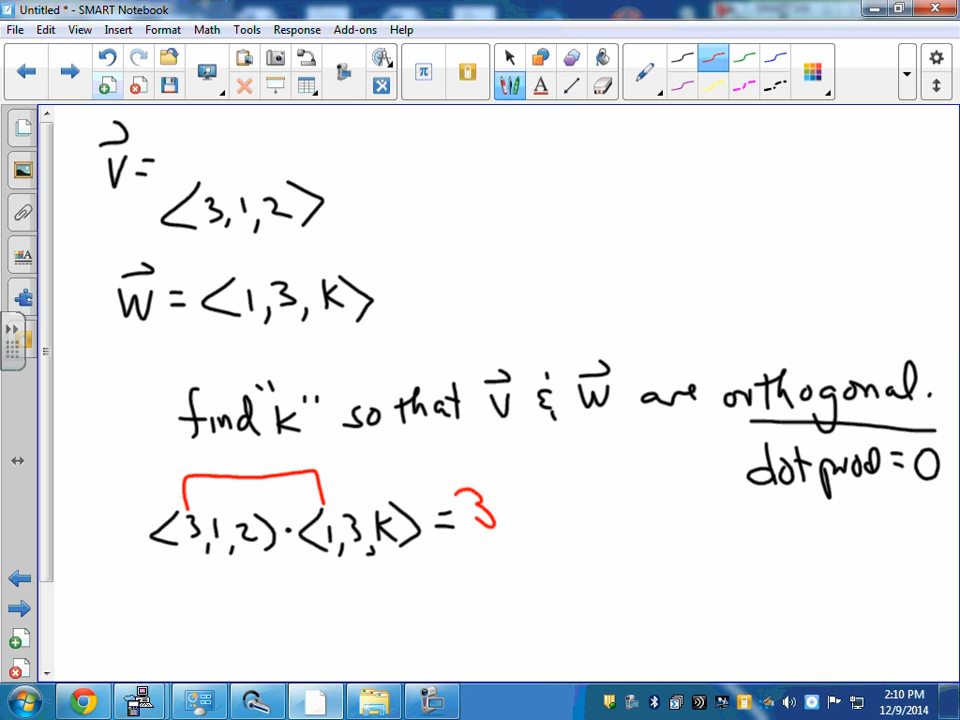 Untitled * - SMART Notebook
File Edit View Insert Format Math Tools Response Add-ons Help
v⃗ =
<3,1,2>
w⃗ = <1,3,k>
find "k" so that v⃗ & w⃗ are orthogonal.
dot prod = 0
<3,1,2)·<1,3,k> = 3
2:10 PM
12/9/2014